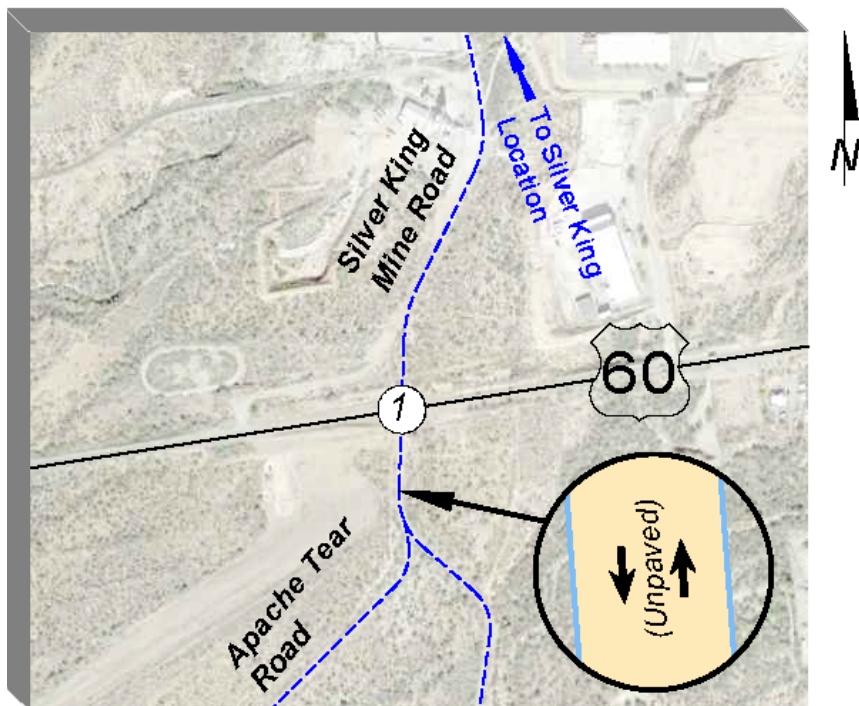 N
To Silver King
Location
Silver King
Mine Road
60
1
(Unpaved)
Apache Tear
Road